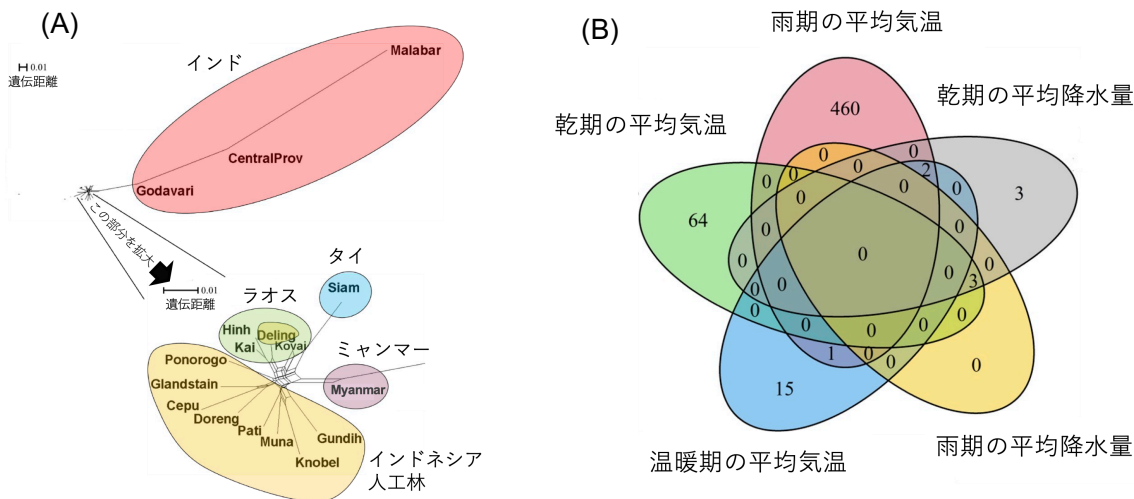 (A)
0.01
遺伝距離
インド
Malabar
CentralProv
Godavari
この部分を拡大
0.01
遺伝距離
タイ
Siam
ラオス
Hinh
Deling
Kai
Kovai
ミャンマー
Myanmar
Ponorogo
Glandstain
Cepu
Doreng
Pati
Muna
Gundih
Knobel
インドネシア
人工林
(B)
雨期の平均気温
乾期の平均降水量
乾期の平均気温
460
0
0
0
0
2
0
0
0
0
0
3
64
0
0
0
0
0
0
0
3
0
0
0
0
15
0
0
0
0
1
0
0
0
15
温暖期の平均気温
雨期の平均降水量